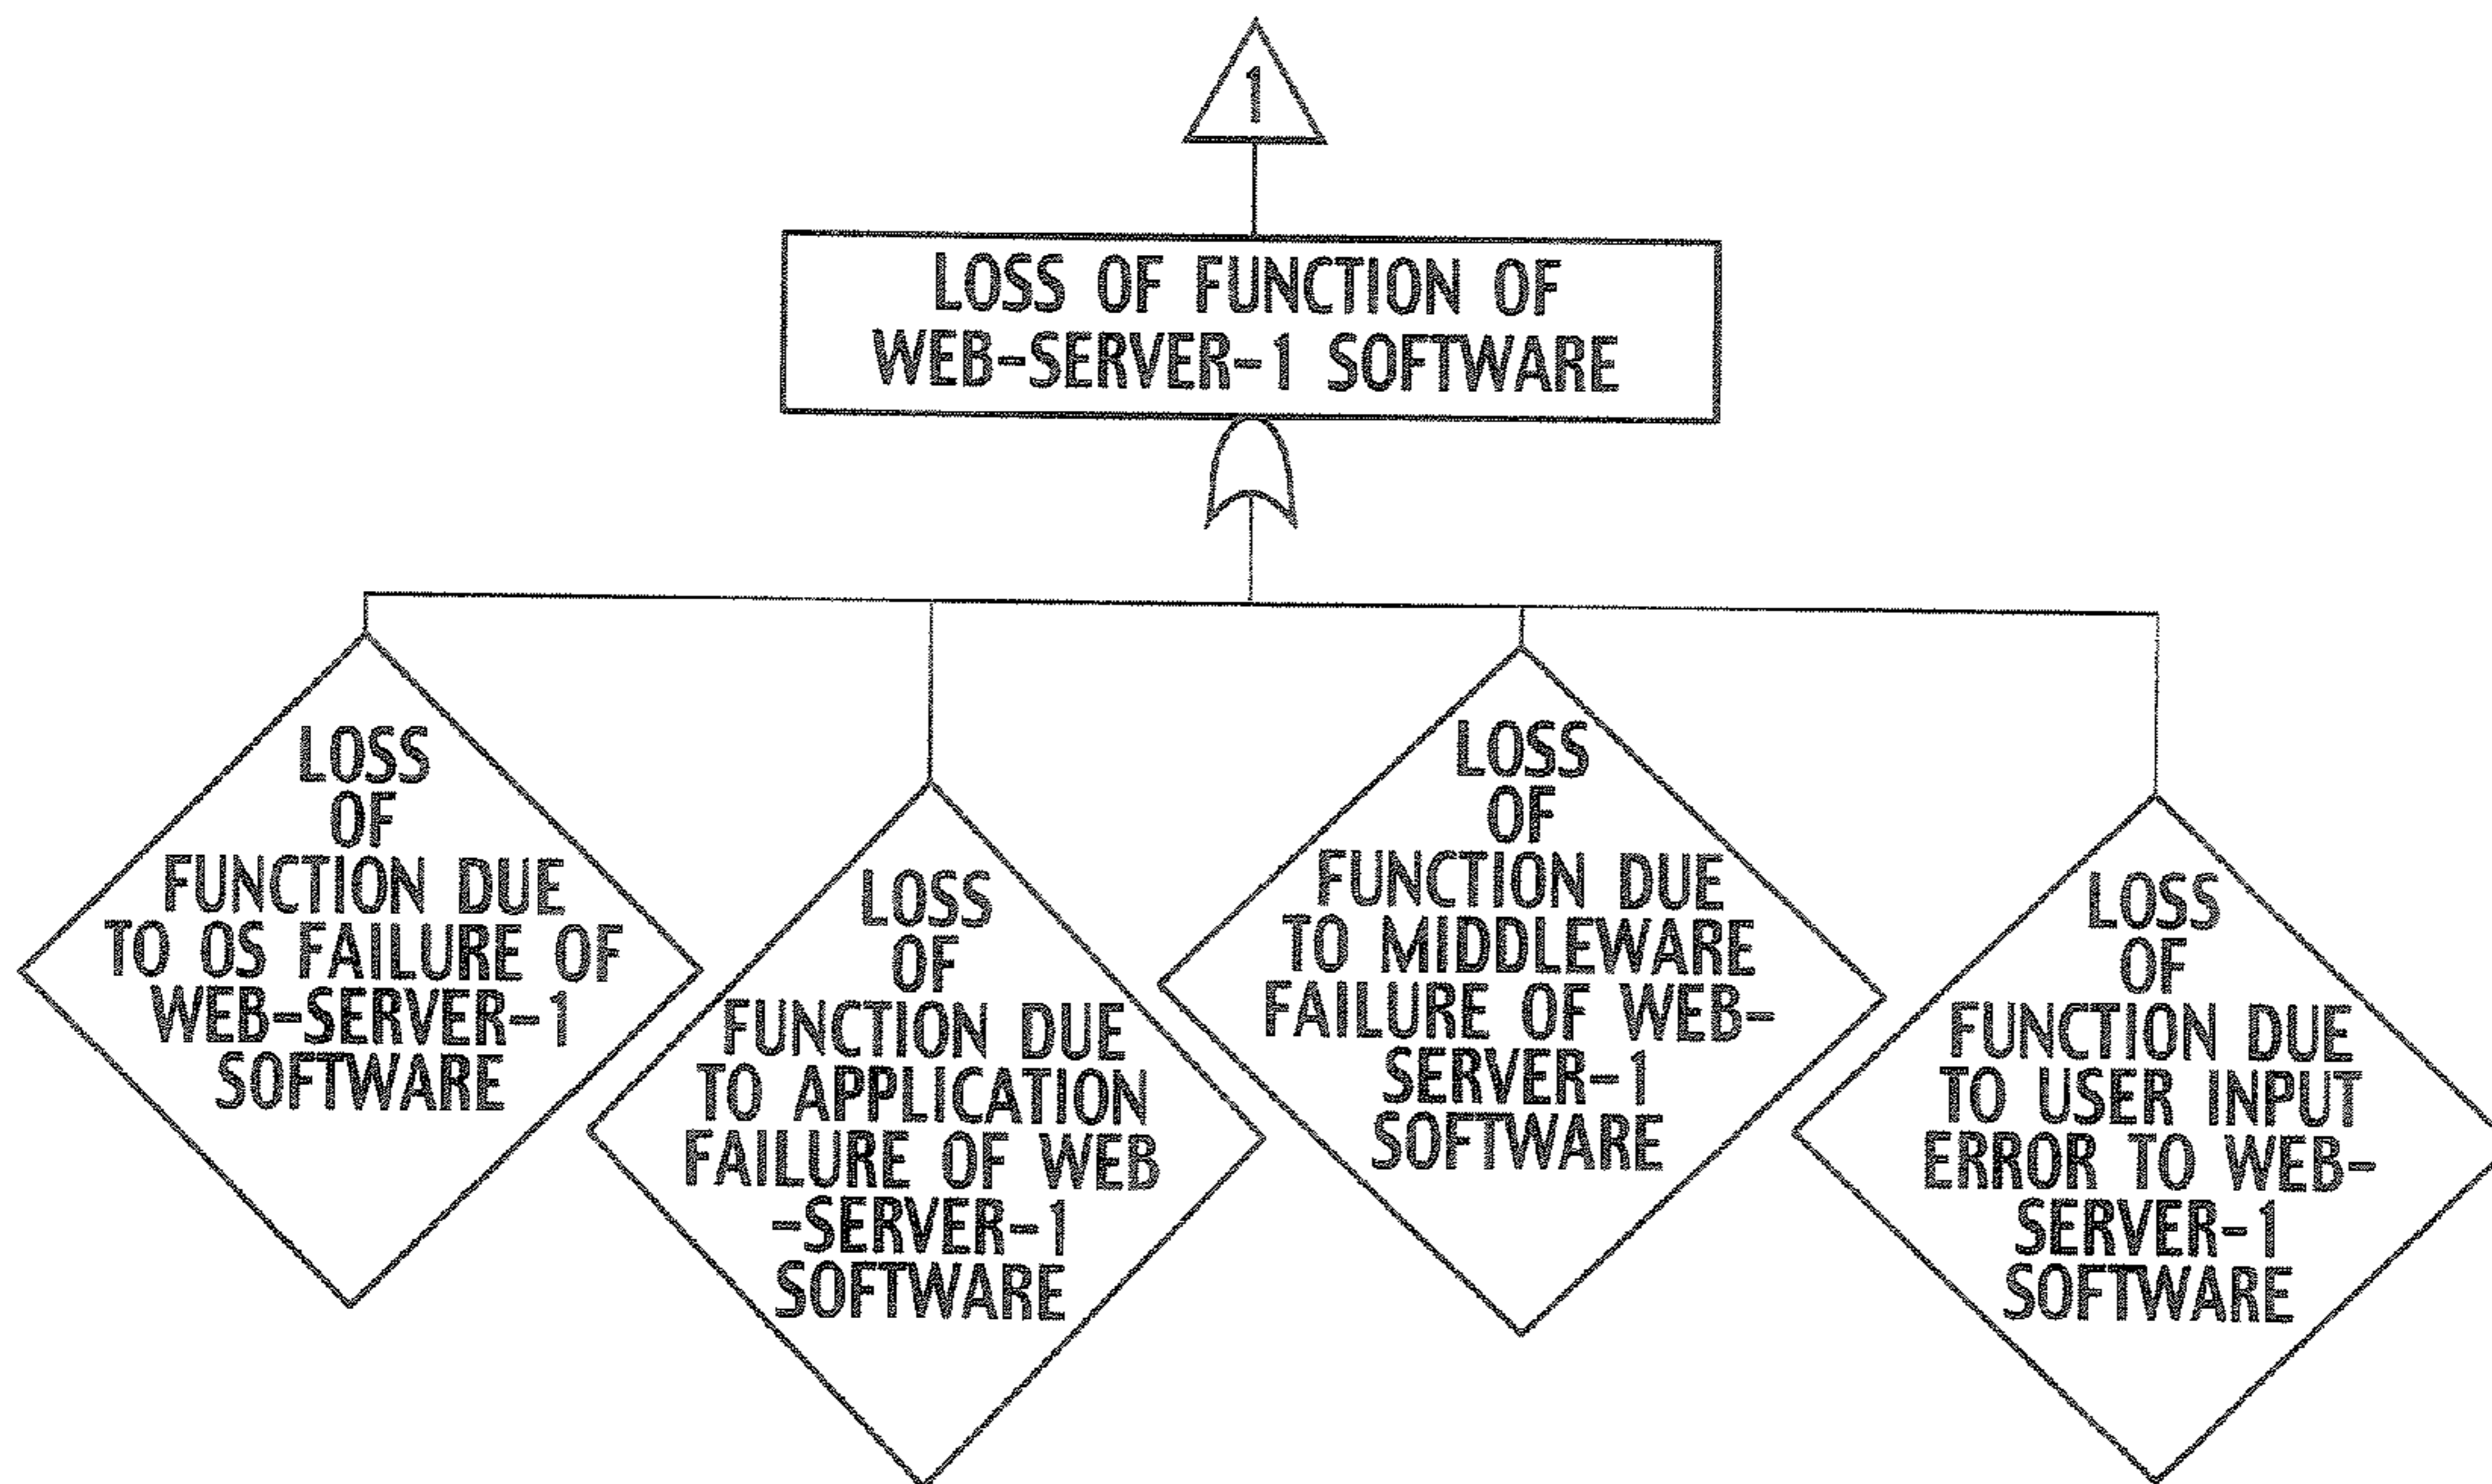 1
LOSS OF FUNCTION OF
WEB-SERVER-1 SOFTWARE
LOSS
OF
FUNCTION DUE
TO OS FAILURE OF
WEB-SERVER-1
SOFTWARE
LOSS
OF
FUNCTION DUE
TO APPLICATION
FAILURE OF WEB
-SERVER-1
SOFTWARE
LOSS
OF
FUNCTION DUE
TO MIDDLEWARE
FAILURE OF WEB-
SERVER-1
SOFTWARE
LOSS
OF
FUNCTION DUE
TO USER INPUT
ERROR TO WEB-
SERVER-1
SOFTWARE